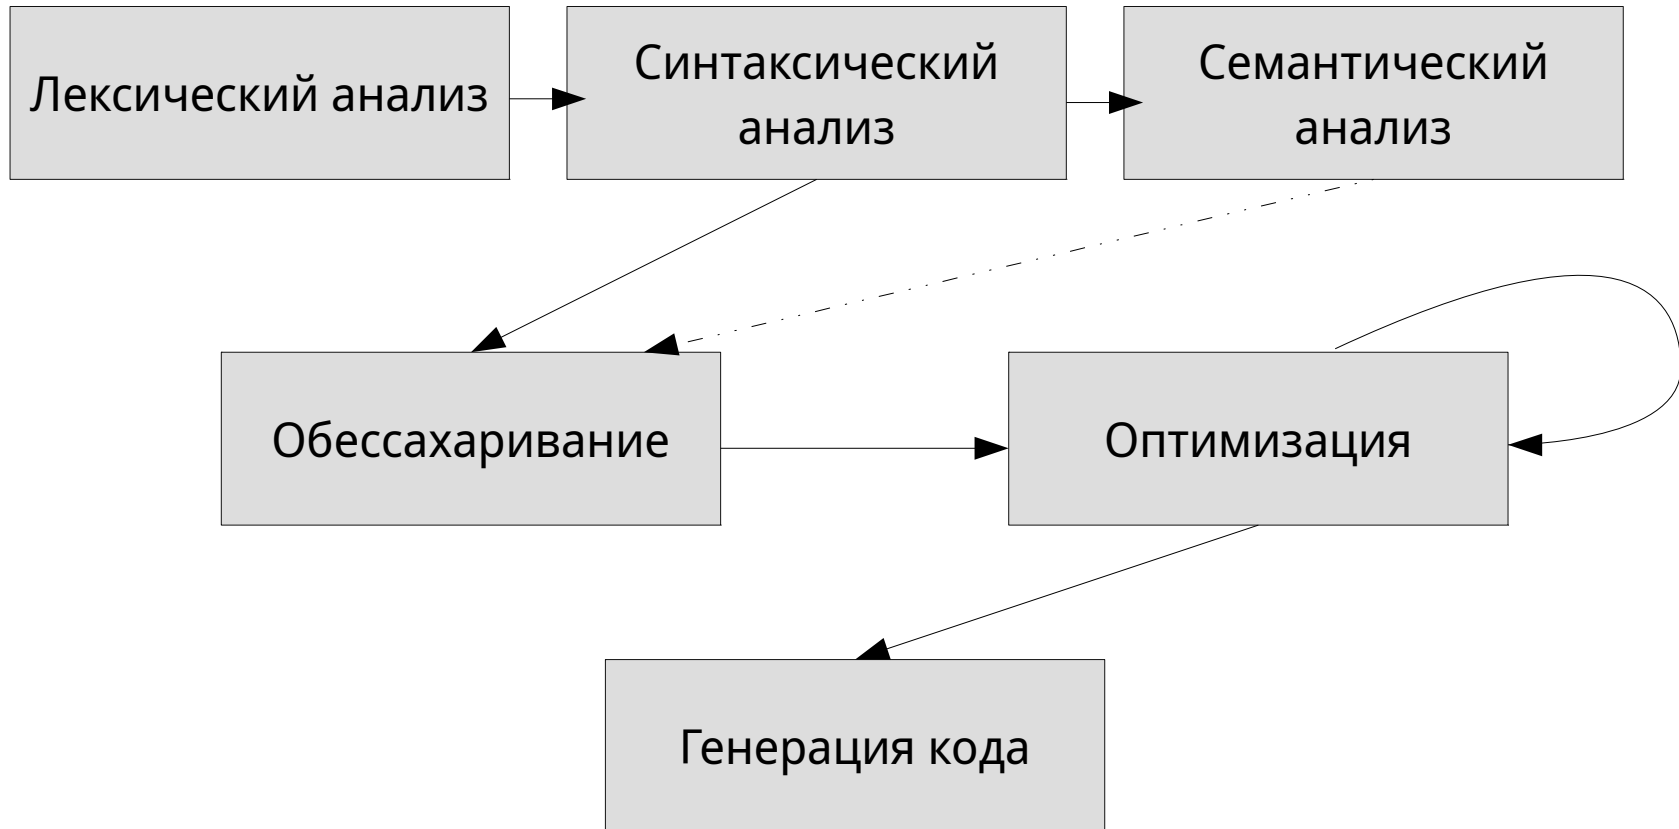 Лексический анализ
Синтаксический
анализ
Семантический
анализ
Обессахаривание
Оптимизация
Генерация кода